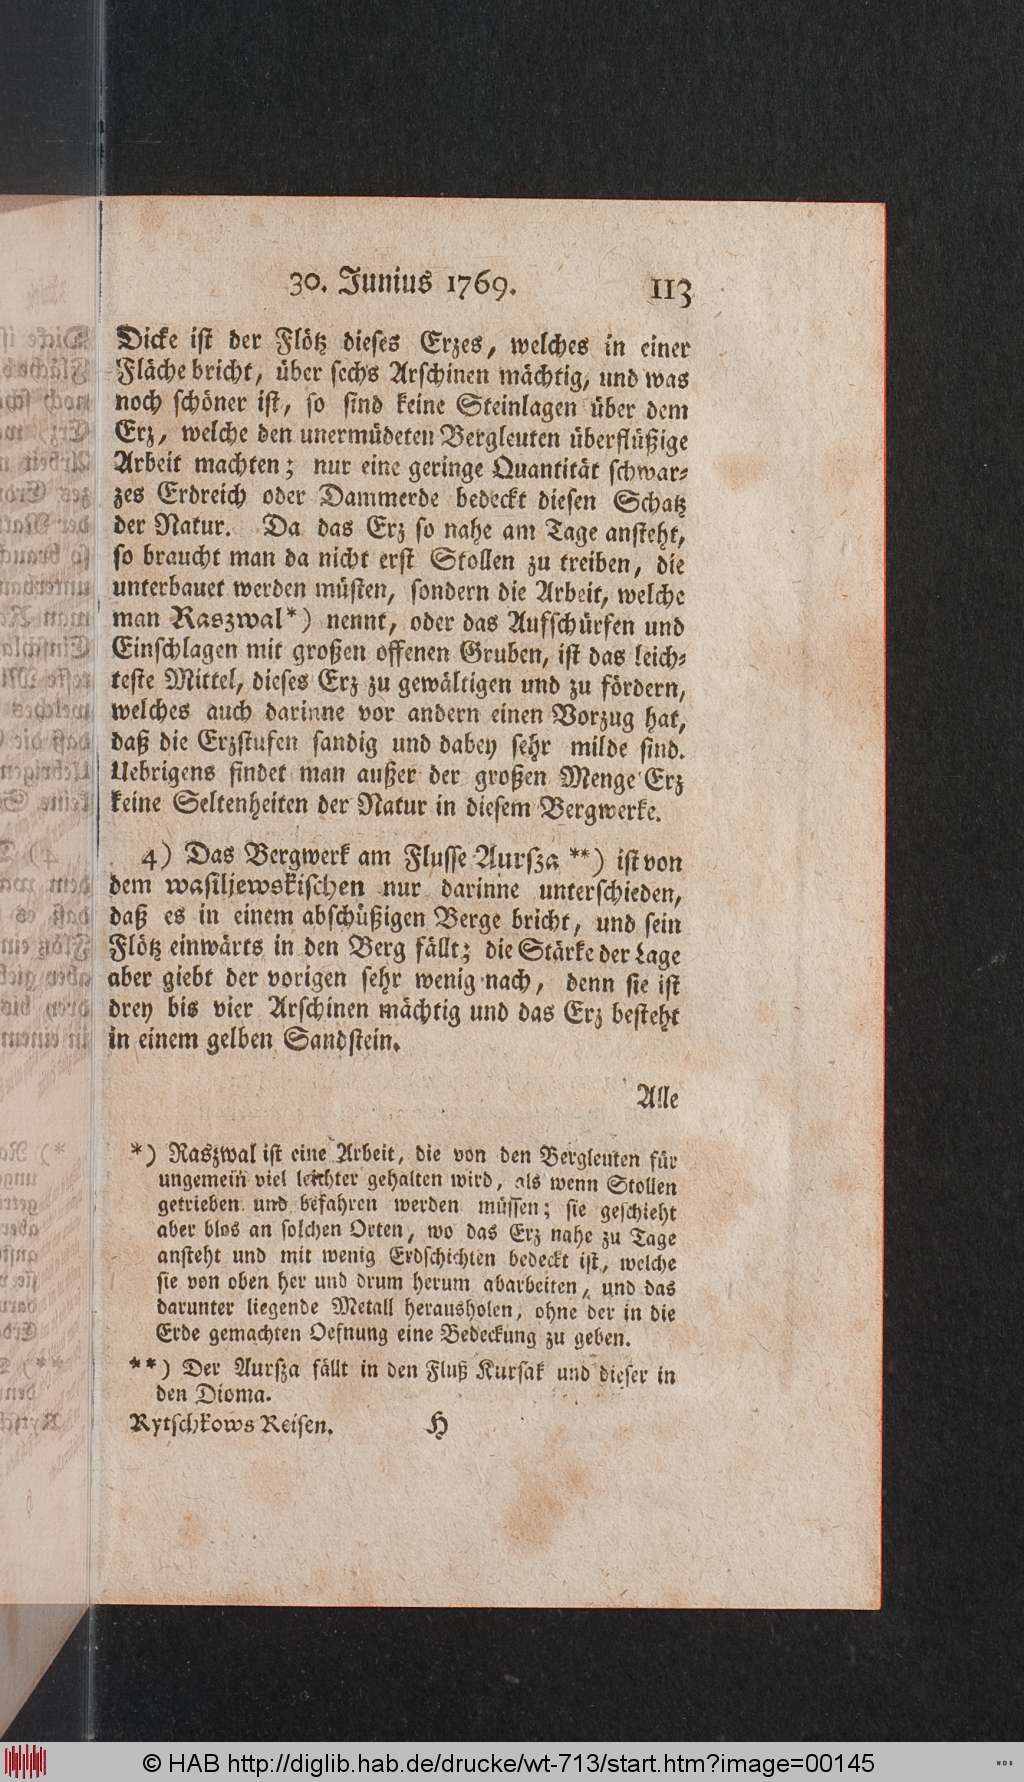 30. Junius 1769. 113
Dicke ist der Flötz dieses Erzes, welches in einer
Fläche bricht, über sechs Arschinen mächtig, und was
noch schöner ist, so sind keine Steinlagen über dem
Erz, welche den unermüdeten Bergleuten überflüßige
Arbeit machten; nur eine geringe Quantität schwar-
zes Erdreich oder Dammerde bedeckt diesen Schatz
der Natur. Da das Erz so nahe am Tage ansteht,
so braucht man da nicht erst Stollen zu treiben, die
unterbauet werden müsten, sondern die Arbeit, welche
man Raszwal*) nennt, oder das Aufschürfen und
Einschlagen mit großen offenen Gruben, ist das leich-
teste Mittel, dieses Erz zu gewältigen und zu fördern,
welches auch darinne vor andern einen Vorzug hat,
daß die Erzstufen sandig und dabey sehr milde sind.
Uebrigens findet man außer der großen Menge Erz
keine Seltenheiten der Natur in diesem Bergwerke.
4) Das Bergwerk am Flusse Aursza **) ist von
dem wasiljewskischen nur darinne unterschieden,
daß es in einem abschüßigen Berge bricht, und sein
Flötz einwärts in den Berg fällt; die Stärke der Lage
aber giebt der vorigen sehr wenig nach, denn sie ist
drey bis vier Arschinen mächtig und das Erz besteht
in einem gelben Sandstein.
Alle
*) Raszwal ist eine Arbeit, die von den Bergleuten für
ungemein viel leichter gehalten wird, als wenn Stollen
getrieben und befahren werden müssen; sie geschieht
aber blos an solchen Orten, wo das Erz nahe zu Tage
ansteht und mit wenig Erdschichten bedeckt ist, welche
sie von oben her und drum herum abarbeiten, und das
darunter liegende Metall herausholen, ohne der in die
Erde gemachten Oefnung eine Bedeckung zu geben.
**) Der Aursza fällt in den Fluß Kursak und dieser in
den Dioma.
Rytschkows Reisen. H
© HAB http://diglib.hab.de/drucke/wt-713/start.htm?image=00145